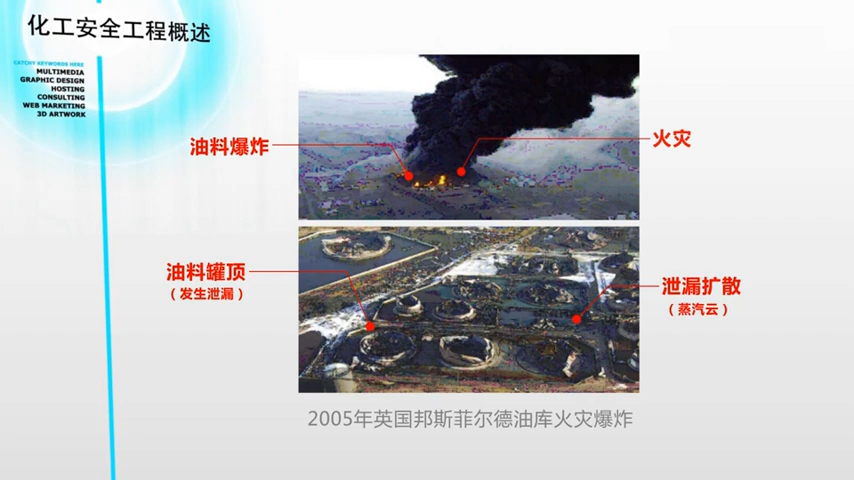 化工安全工程概述
CATCHY KEYWORDS HERE
MULTIMEDIA
GRAPHIC DESIGN
HOSTING
CONSULTING
WEB MARKETING
3D ARTWORK
油料爆炸
火灾
油料罐顶
（发生泄漏）
泄漏扩散
（蒸汽云）
2005年英国邦斯菲尔德油库火灾爆炸